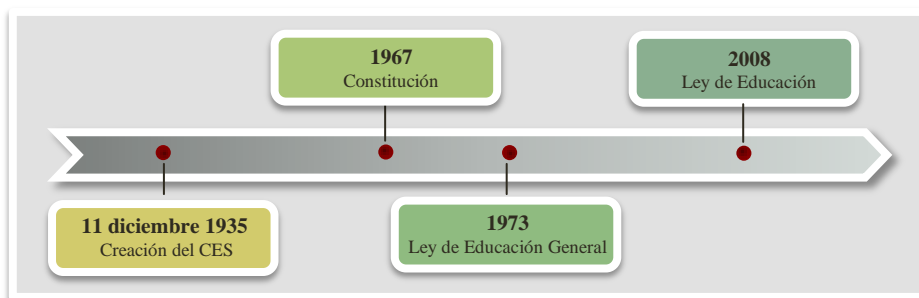 1967
Constitución
2008
Ley de Educación
11 diciembre 1935
Creación del CES
1973
Ley de Educación General